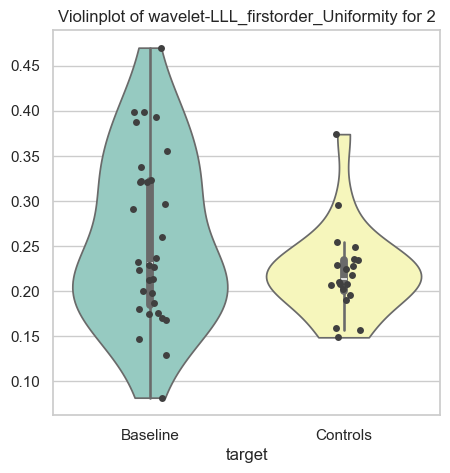 Violinplot of wavelet-LLL_firstorder_Uniformity for 2
0.45
0.40
0.35
0.30
0.25
0.20
0.15
0.10
Baseline
Controls
target